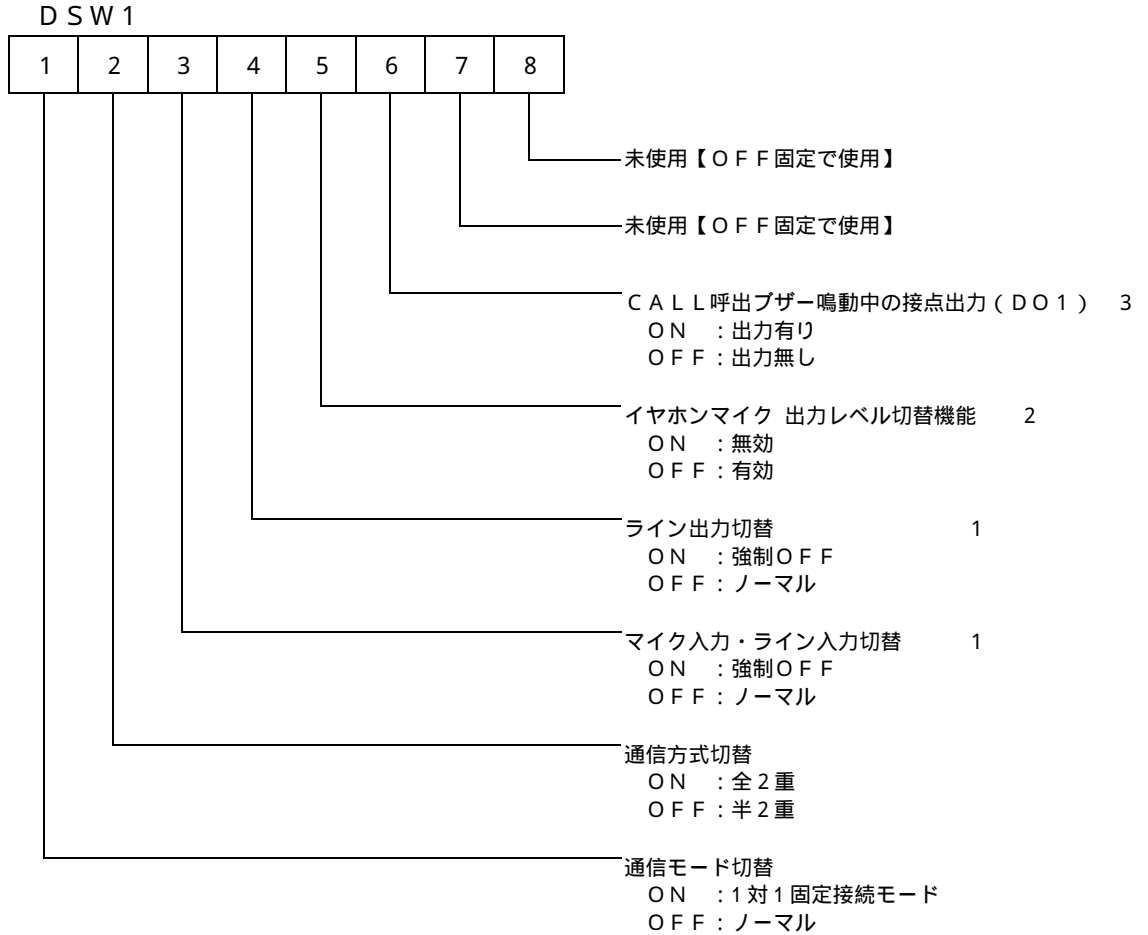 ＤＳＷ１
1 2 3 4 5 6 7 8
未使用【ＯＦＦ固定で使用】
未使用【ＯＦＦ固定で使用】
ＣＡＬＬ呼出ブザー鳴動中の接点出力（ＤＯ１） 3
ＯＮ ：出力有り
ＯＦＦ：出力無し
イヤホンマイク 出力レベル切替機能 2
ＯＮ ：無効
ＯＦＦ：有効
ライン出力切替 1
ＯＮ ：強制ＯＦＦ
ＯＦＦ：ノーマル
マイク入力・ライン入力切替 1
ＯＮ ：強制ＯＦＦ
ＯＦＦ：ノーマル
通信方式切替
ＯＮ ：全２重
ＯＦＦ：半２重
通信モード切替
ＯＮ ：1対1固定接続モード
ＯＦＦ：ノーマル